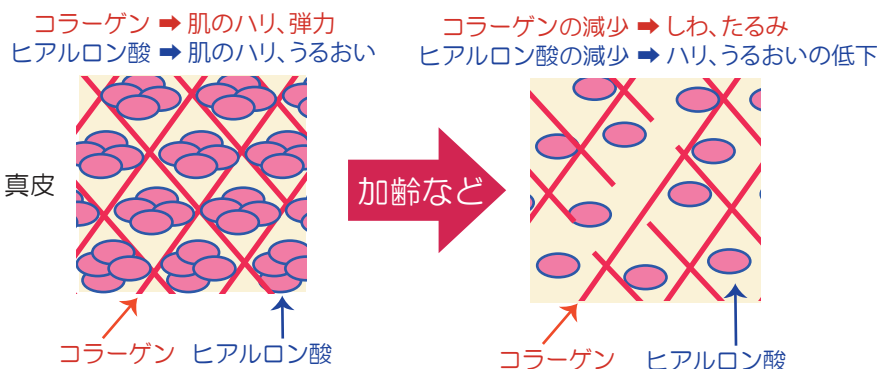 コラーゲン ➡ 肌のハリ、弾力
ヒアルロン酸 ➡ 肌のハリ、うるおい
コラーゲンの減少 ➡ しわ、たるみ
ヒアルロン酸の減少 ➡ ハリ、うるおいの低下
真皮
加齢など
コラーゲン
ヒアルロン酸
コラーゲン
ヒアルロン酸